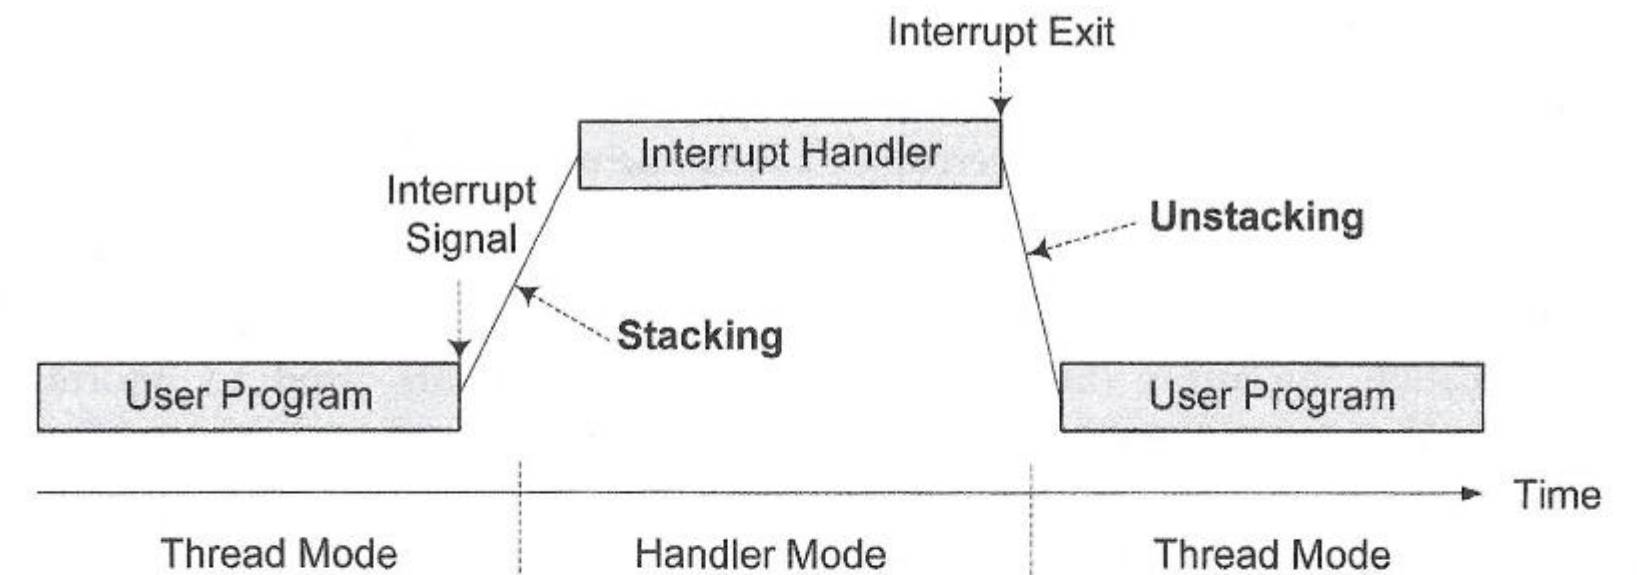 Interrupt Exit
Interrupt Handler
Interrupt
Signal
Unstacking
Stacking
User Program
User Program
Time
Thread Mode
Handler Mode
Thread Mode